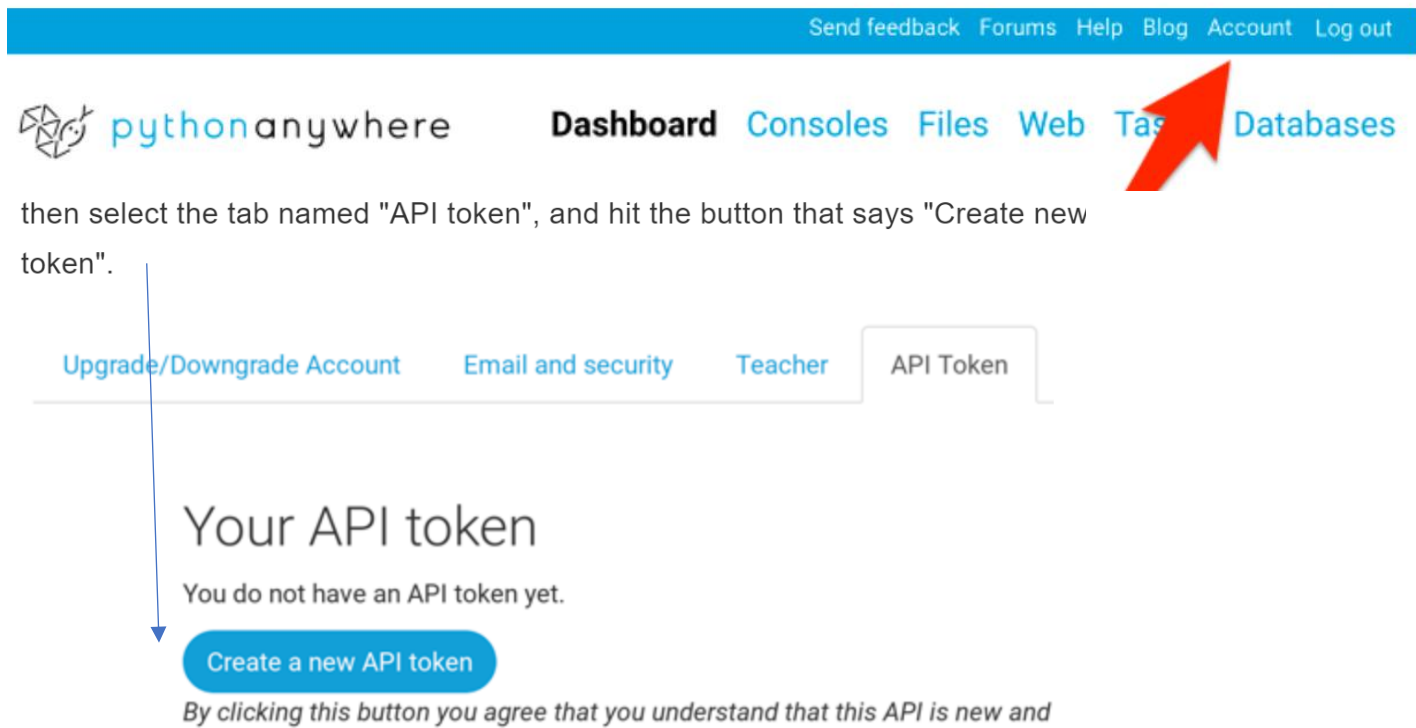 Send feedback Forums Help Blog Account Log out
pythonanywhere Dashboard Consoles Files Web Databases
then select the tab named "API token", and hit the button that says "Create new
token".
Upgrade/Downgrade Account Email and security Teacher API Token
Your API token
You do not have an API token yet.
Create a new API token
By clicking this button you agree that you understand that this API is new and